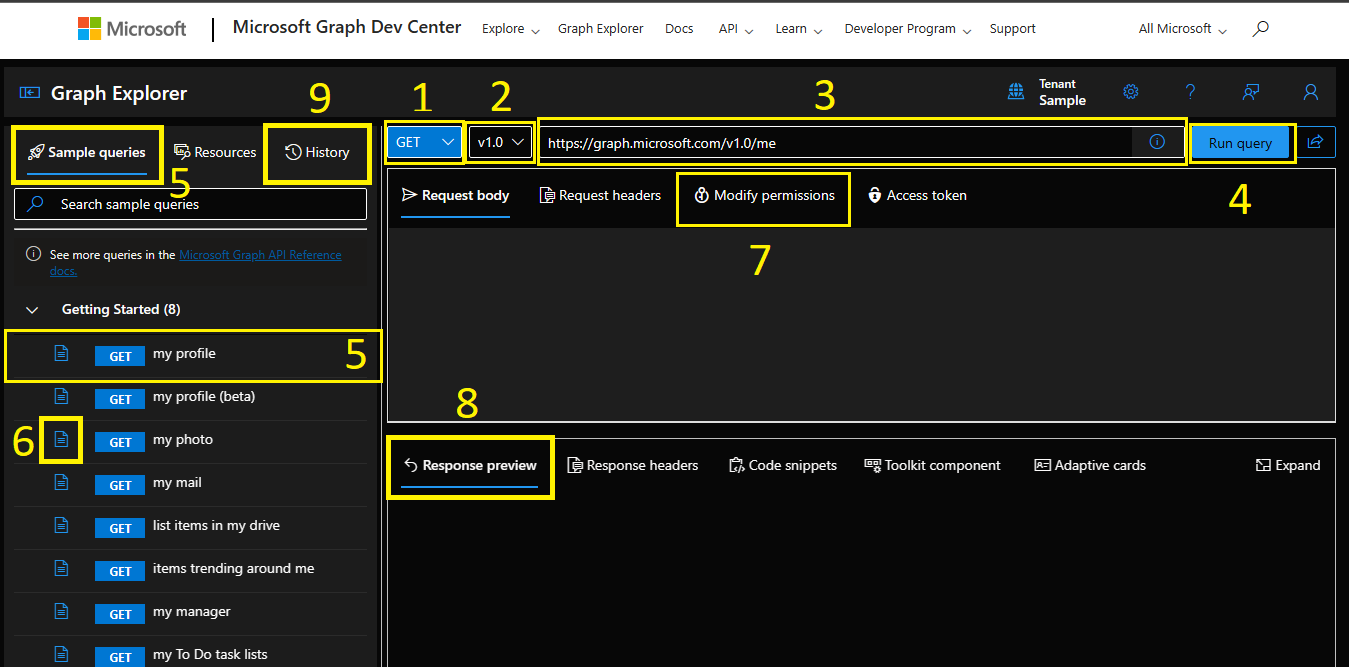 Microsoft
Microsoft Graph Dev Center
Explore
Graph Explorer
Docs
API
Learn
Developer Program
Support
All Microsoft
Graph Explorer
9
1
2
3
Tenant
Sample
Sample queries
Resources
History
GET
v1.0
https://graph.microsoft.com/v1.0/me
Run query
5
Search sample queries
Request body
Request headers
Modify permissions
Access token
4
7
See more queries in the Microsoft Graph API Reference
docs.
Getting Started (8)
GET my profile
5
GET my profile (beta)
6
GET my photo
GET my mail
GET list items in my drive
GET items trending around me
GET my manager
GET my To Do task lists
8
Response preview
Response headers
Code snippets
Toolkit component
Adaptive cards
Expand